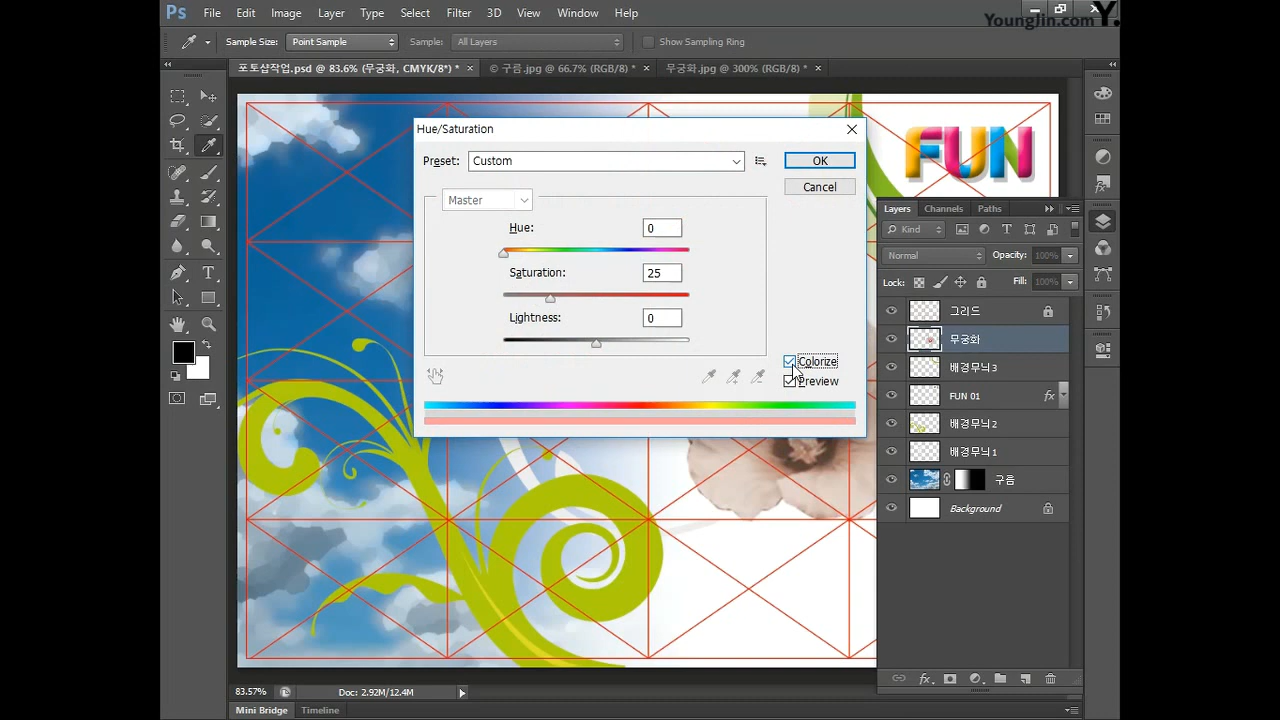 Ps File Edit Image Layer Type Select Filter 3D View Window Help
YoungJin.com Y.
Sample Size: Point Sample Sample: All Layers Show Sampling Ring
포토샵작업.psd @ 83.6% (무궁화, CMYK/8*) * × © 구름.jpg @ 66.7% (RGB/8) * × 무궁화.jpg @ 300% (RGB/8) * ×
FUN
Hue/Saturation
Preset: Custom OK
Cancel
Master
Hue: 0
Saturation: 25
Lightness: 0
Colorize
Preview
Layers Channels Paths
Kind
Normal Opacity: 100%
Lock: Fill: 100%
그리드
무궁화
배경무늬3
FUN 01 fx
배경무늬2
배경무늬1
구름
Background
83.57% Doc: 2.92M/12.4M
Mini Bridge Timeline